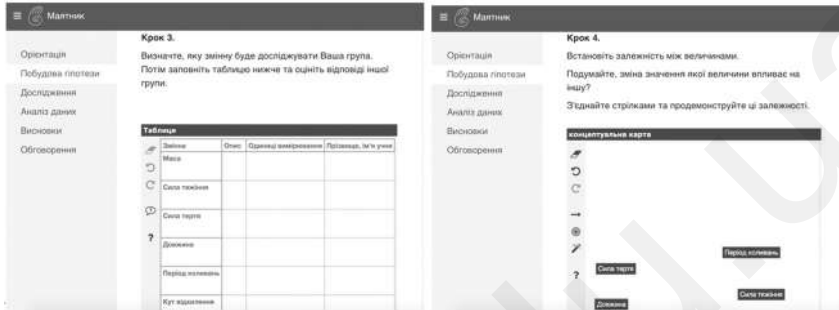 Маятник
Орієнтація
Побудова гіпотези
Дослідження
Аналіз даних
Висновки
Обговорення
Крок 3.
Визначте, яку змінну буде досліджувати Ваша група.
Потім заповніть таблицю нижче та оцініть відповіді іншої
групи.
Таблиця
Змінна Опис Одиниці вимірювання Прізвище, ім'я учня
Маса
Сила тяжіння
Сила тертя
Довжина
Період коливань
Кут відхилення
?
Маятник
Орієнтація
Побудова гіпотези
Дослідження
Аналіз даних
Висновки
Обговорення
Крок 4.
Встановіть залежність між величинами.
Подумайте, зміна значення якої величини впливає на
іншу?
З'єднайте стрілками та продемонструйте ці залежності.
концептуальна карта
?
Період коливань
Сила тертя
Сила тяжіння
Довжина